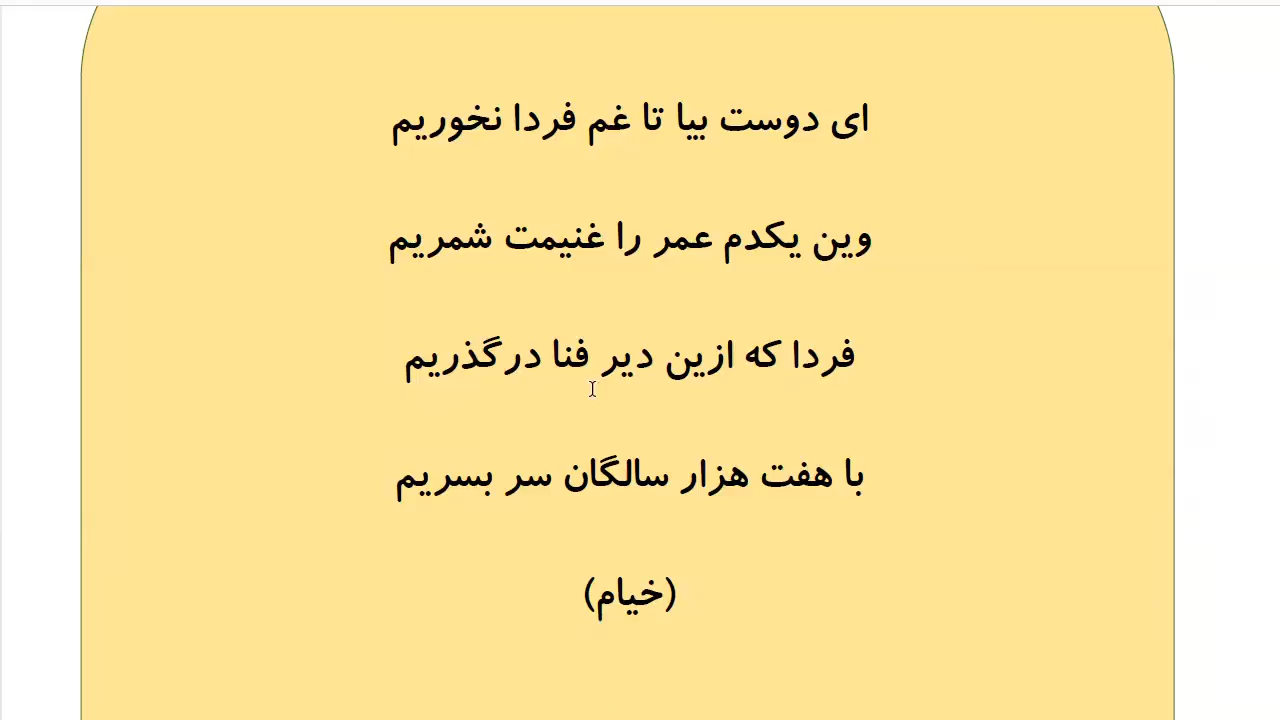 ای دوست بیا تا غم فردا نخوریم
وین یکدم عمر را غنیمت شمریم
فردا که ازین دیر فنا درگذریم
با هفت هزار سالگان سر بسریم
(خیام)